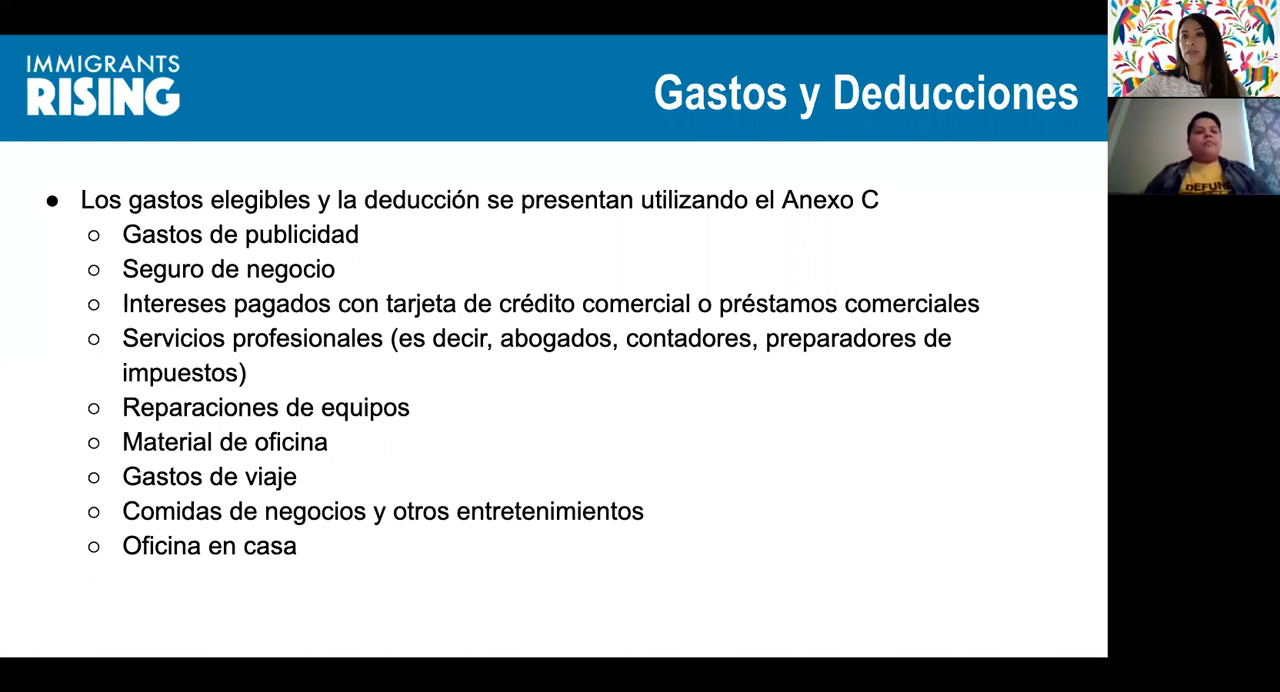 IMMIGRANTS
RISING
Gastos y Deducciones
● Los gastos elegibles y la deducción se presentan utilizando el Anexo C
○ Gastos de publicidad
○ Seguro de negocio
○ Intereses pagados con tarjeta de crédito comercial o préstamos comerciales
○ Servicios profesionales (es decir, abogados, contadores, preparadores de
impuestos)
○ Reparaciones de equipos
○ Material de oficina
○ Gastos de viaje
○ Comidas de negocios y otros entretenimientos
○ Oficina en casa
DEFUND